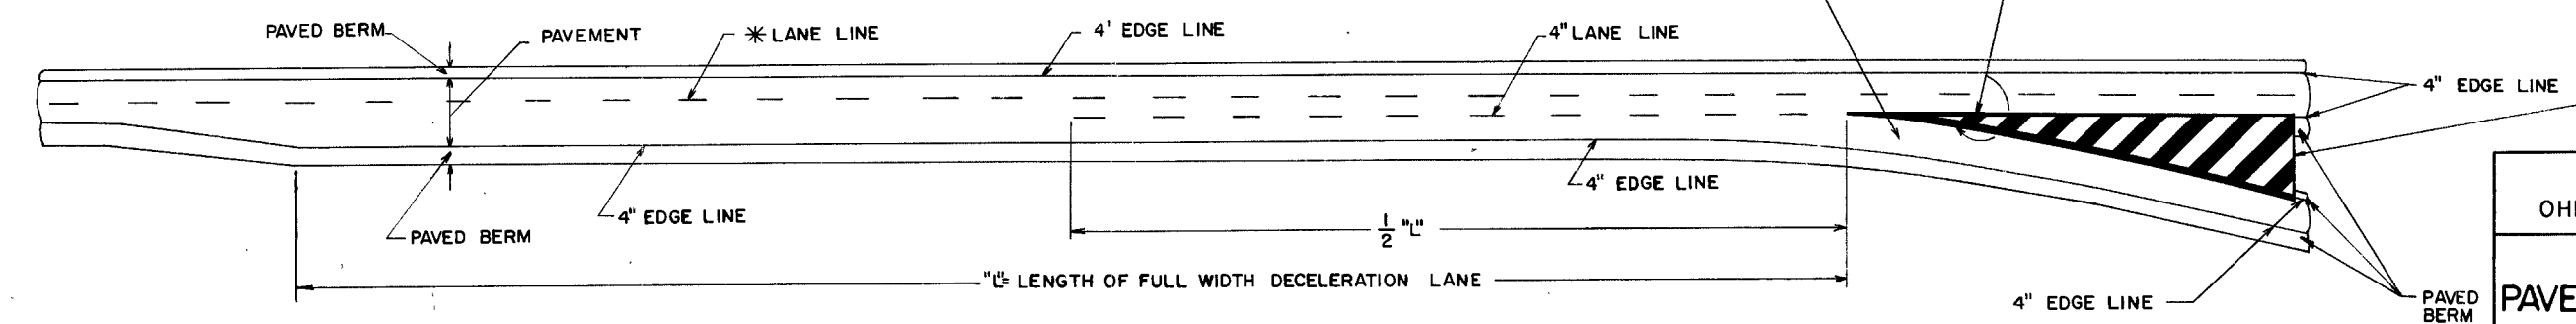 PAVED BERM
PAVEMENT
*LANE LINE
4' EDGE LINE
4" LANE LINE
4" EDGE LINE
4" EDGE LINE
4" EDGE LINE
PAVED BERM
1/2 "L"
"L"= LENGTH OF FULL WIDTH DECELERATION LANE
4" EDGE LINE
PAVED
BERM
OHI
PAVE